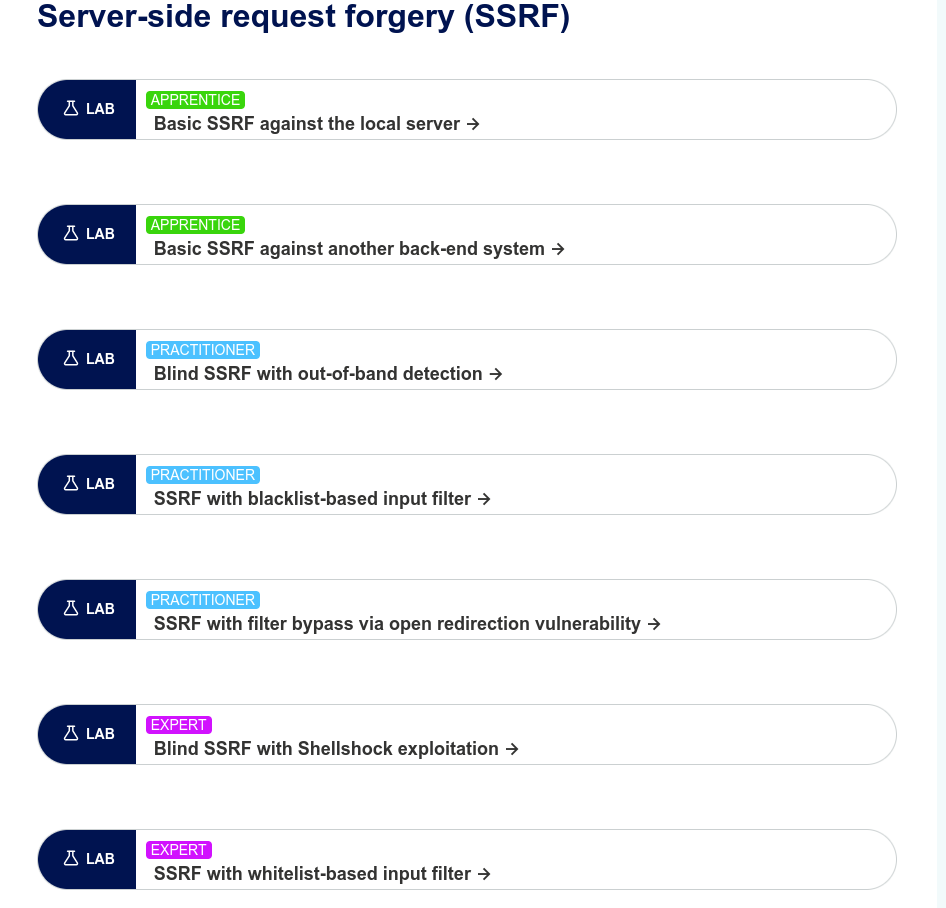 Server-side request forgery (SSRF)
LAB
APPRENTICE
Basic SSRF against the local server →
LAB
APPRENTICE
Basic SSRF against another back-end system →
LAB
PRACTITIONER
Blind SSRF with out-of-band detection →
LAB
PRACTITIONER
SSRF with blacklist-based input filter →
LAB
PRACTITIONER
SSRF with filter bypass via open redirection vulnerability →
LAB
EXPERT
Blind SSRF with Shellshock exploitation →
LAB
EXPERT
SSRF with whitelist-based input filter →